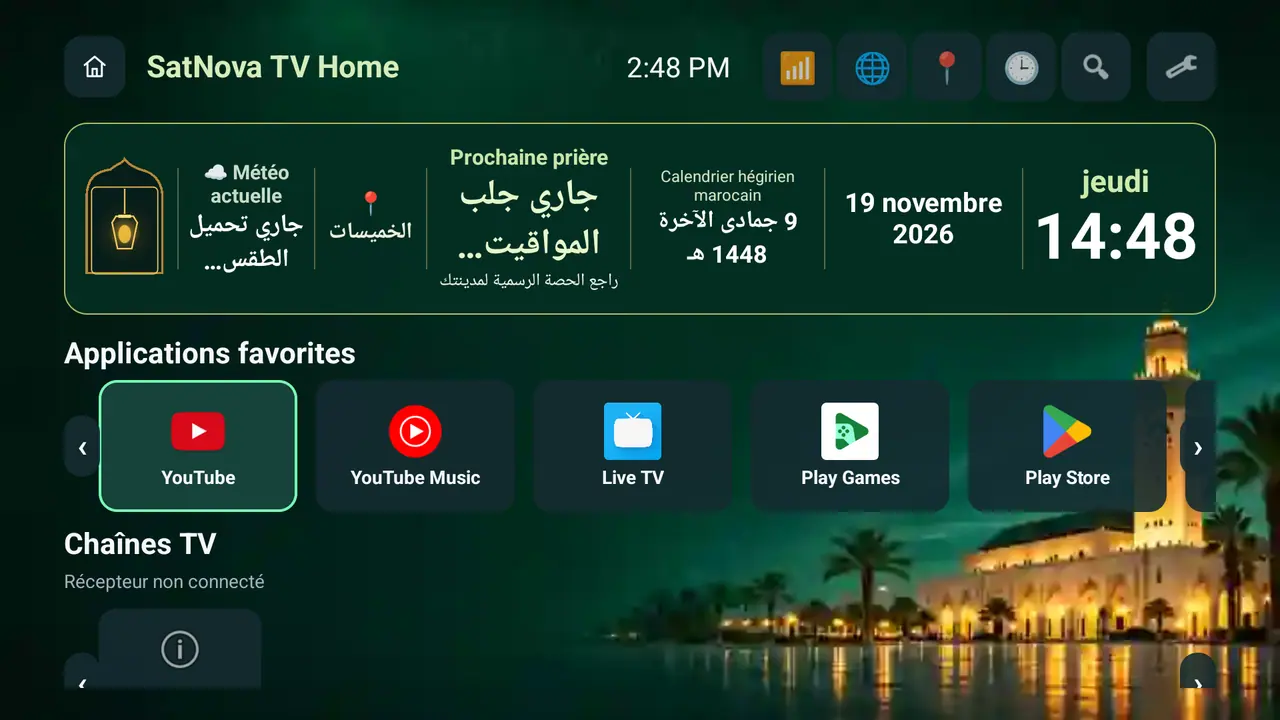 SatNova TV Home
2:48 PM
Météo
actuelle
جاري تحميل
الطقس...
الخميسات
Prochaine prière
جاري جلب
المواقيت...
راجع الحصة الرسمية لمدينتك
Calendrier hégirien
marocain
9 جمادى الآخرة
1448 هـ
19 novembre
2026
jeudi
14:48
Applications favorites
YouTube
YouTube Music
Live TV
Play Games
Play Store
Chaînes TV
Récepteur non connecté